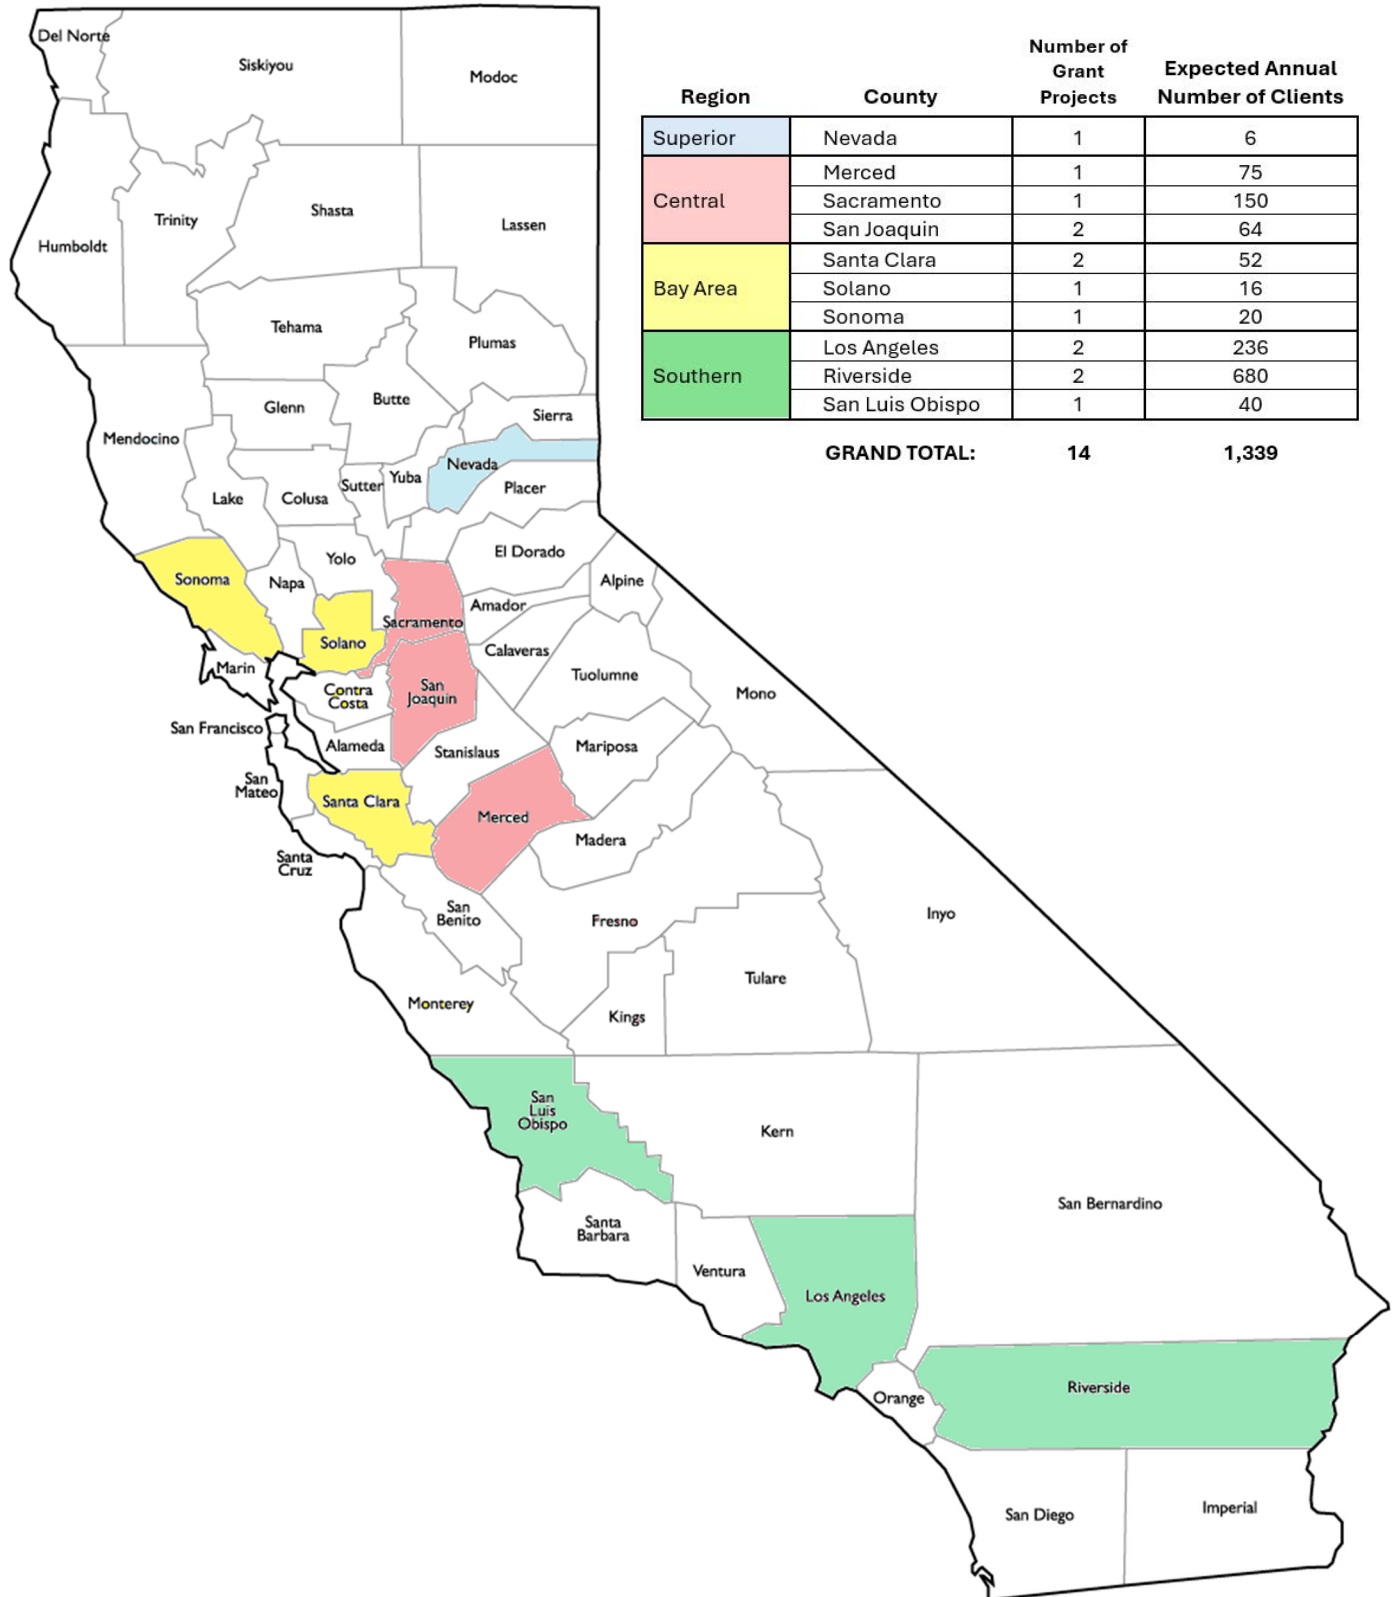 Del Norte
Siskiyou
Modoc
Humboldt
Trinity
Shasta
Lassen
Tehama
Plumas
Mendocino
Glenn
Butte
Sierra
Lake
Colusa
Sutter
Yuba
Nevada
Placer
Sonoma
Napa
Yolo
El Dorado
Alpine
Solano
Sacramento
Amador
Calaveras
Tuolumne
Mono
Marin
Contra
Costa
San
Joaquin
San Francisco
Alameda
Stanislaus
Mariposa
San
Mateo
Santa Clara
Merced
Madera
Santa
Cruz
San
Benito
Fresno
Inyo
Monterey
Kings
Tulare
San
Luis
Obispo
Kern
San Bernardino
Santa
Barbara
Ventura
Los Angeles
Orange
Riverside
San Diego
Imperial
Number of
Grant
Projects
Expected Annual
Number of Clients
Region County
Superior Nevada 1 6
Central
Merced 1 75
Sacramento 1 150
San Joaquin 2 64
Bay Area
Santa Clara 2 52
Solano 1 16
Sonoma 1 20
Southern
Los Angeles 2 236
Riverside 2 680
San Luis Obispo 1 40
GRAND TOTAL: 14 1,339